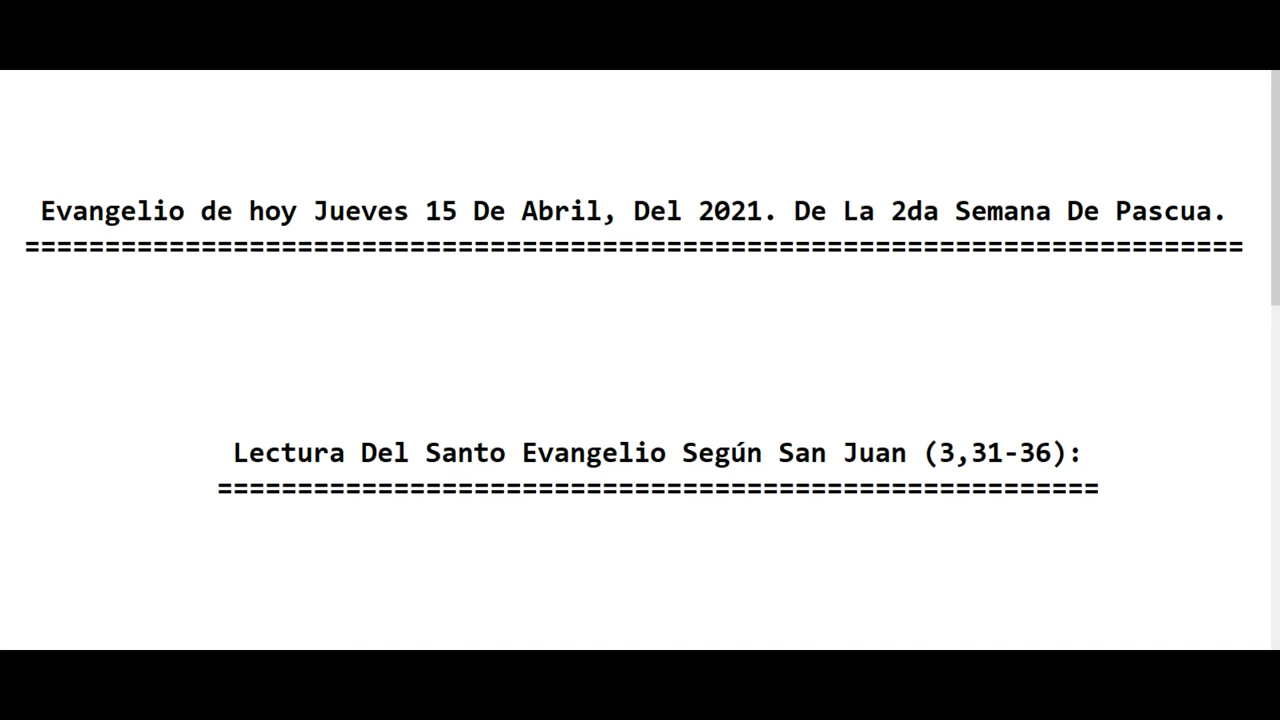 Evangelio de hoy Jueves 15 De Abril, Del 2021. De La 2da Semana De Pascua.
============================================================================
Lectura Del Santo Evangelio Según San Juan (3,31-36):
=======================================================